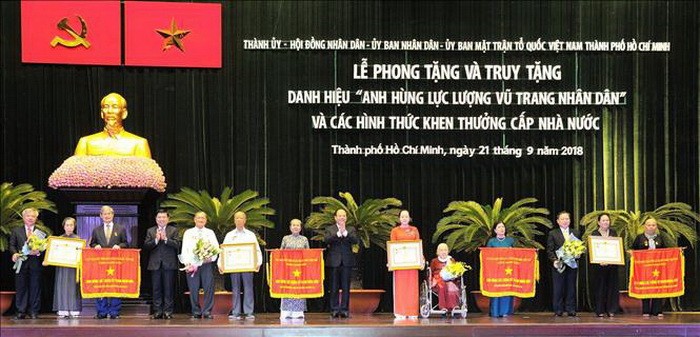 THÀNH ỦY - HỘI ĐỒNG NHÂN DÂN - ỦY BAN NHÂN DÂN - ỦY BAN MẶT TRẬN TỔ QUỐC VIỆT NAM THÀNH PHỐ HỒ CHÍ MINH
LỄ PHONG TẶNG VÀ TRUY TẶNG
DANH HIỆU "ANH HÙNG LỰC LƯỢNG VŨ TRANG NHÂN DÂN"
VÀ CÁC HÌNH THỨC KHEN THƯỞNG CẤP NHÀ NƯỚC
Thành phố Hồ Chí Minh, ngày 21 tháng 9 năm 2018